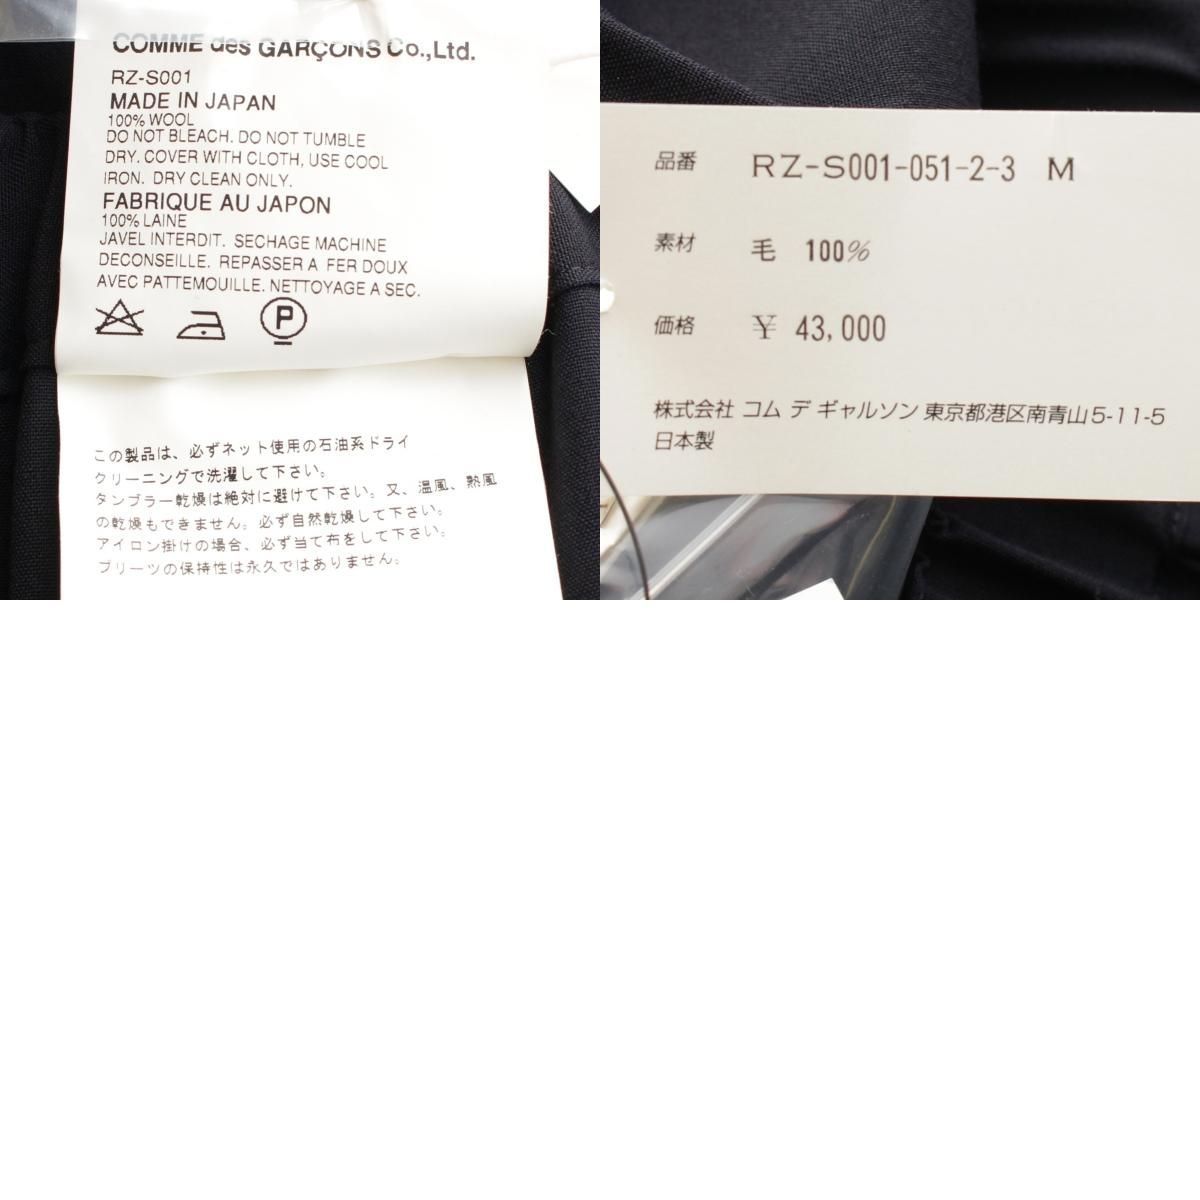 COMME des GARÇONS Co.,Ltd.
RZ-S001
MADE IN JAPAN
100% WOOL
DO NOT BLEACH. DO NOT TUMBLE
DRY. COVER WITH CLOTH, USE COOL
IRON. DRY CLEAN ONLY.
FABRIQUE AU JAPON
100% LAINE
JAVEL INTERDIT. SECHAGE MACHINE
DECONSEILLE. REPASSER A FER DOUX
AVEC PATTEMOUILLE. NETTOYAGE A SEC.
P
この製品は、必ずネット使用の石油系ドライ
クリーニングで洗濯して下さい。
タンブラー乾燥は絶対に避けて下さい。又、温風、熱風
の乾燥もできません。必ず自然乾燥して下さい。
アイロン掛けの場合、必ず当て布をして下さい。
プリーツの保持性は永久ではありません。
品番 RZ-S001-051-2-3 M
素材 毛 100%
価格 ¥ 43,000
株式会社 コム デ ギャルソン 東京都港区南青山5-11-5
日本製